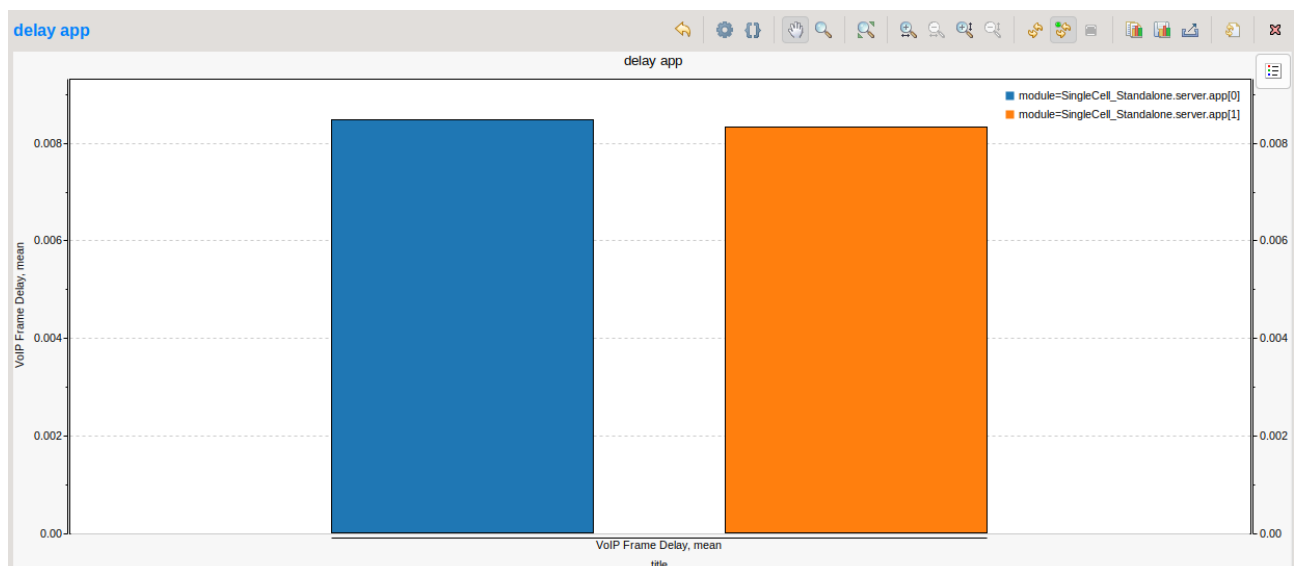 delay app
delay app
module=SingleCell_Standalone.server.app[0]
module=SingleCell_Standalone.server.app[1]
0.008
0.008
0.006
0.006
VoIP Frame Delay, mean
0.004
0.004
0.002
0.002
0.00
0.00
VoIP Frame Delay, mean
title